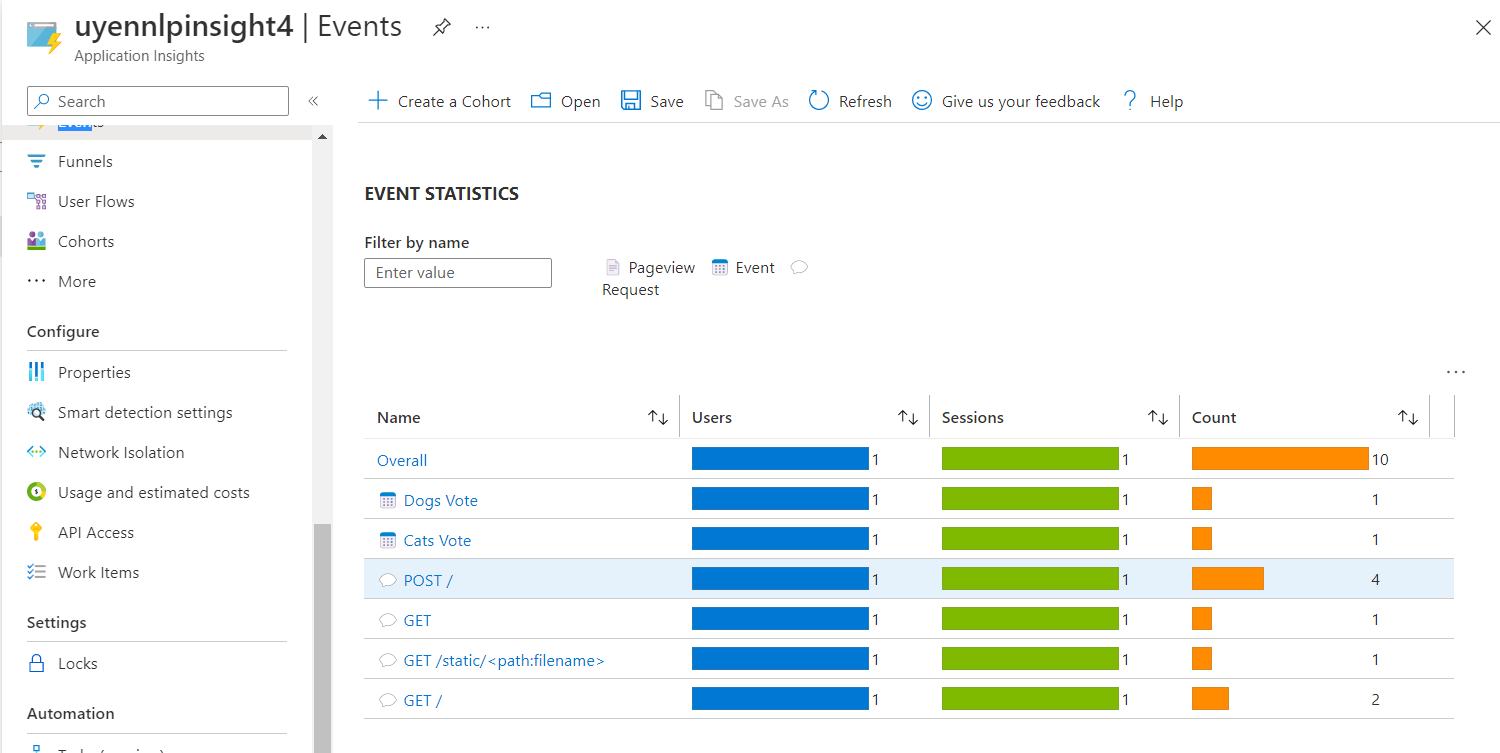 uyennlpinsight4 | Events
Application Insights
Search
Create a Cohort
Open
Save
Save As
Refresh
Give us your feedback
Help
Events
Funnels
User Flows
Cohorts
More
Configure
Properties
Smart detection settings
Network Isolation
Usage and estimated costs
API Access
Work Items
Settings
Locks
Automation
EVENT STATISTICS
Filter by name
Enter value
Pageview Event
Request
Name Users Sessions Count
Overall 1 1 10
Dogs Vote 1 1 1
Cats Vote 1 1 1
POST / 1 1 4
GET 1 1 1
GET /static/<path:filename> 1 1 1
GET / 1 1 2